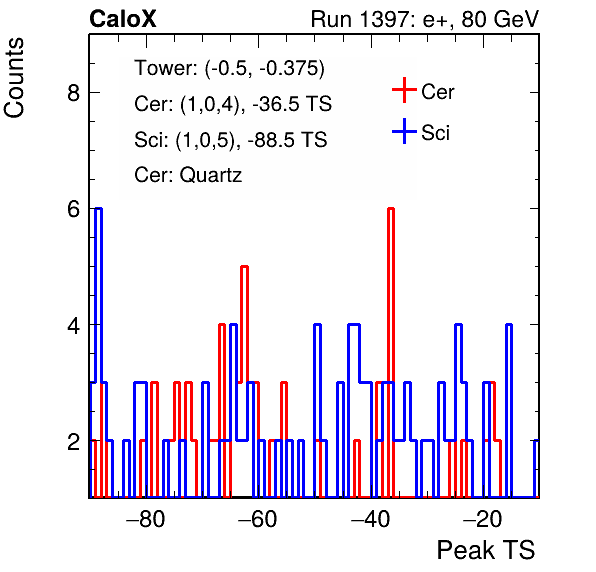 CaloX Run 1397: e+, 80 GeV
Counts
Tower: (-0.5, -0.375)
Cer: (1,0,4), -36.5 TS
Sci: (1,0,5), -88.5 TS
Cer: Quartz
Cer
Sci
8
6
4
2
−80 −60 −40 −20
Peak TS